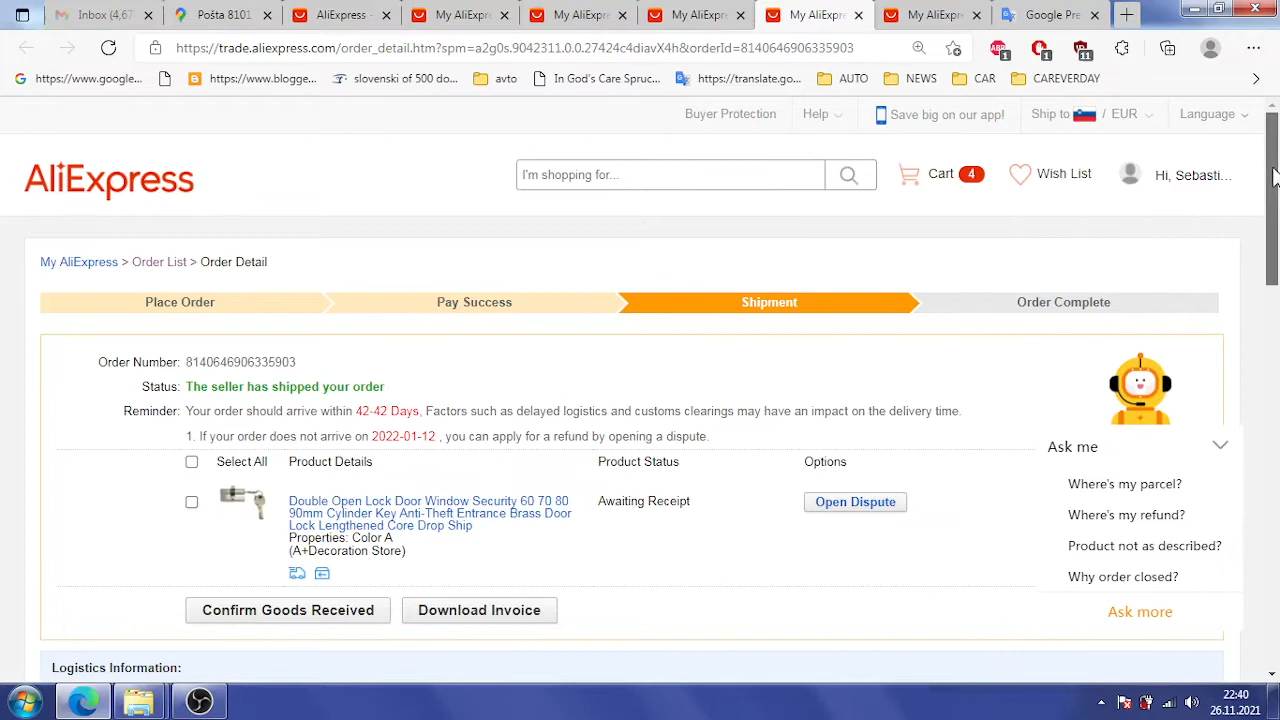 Inbox (4,67
Pošta 8101
AliExpress -
My AliExpr
My AliExpr
My AliExpr
My AliExpr
My AliExpr
Google Pre
https://trade.aliexpress.com/order_detail.htm?spm=a2g0s.9042311.0.0.27424c4diavX4h&orderId=8140646906335903
1
1
11
https://www.google...
https://www.blogge...
slovenski of 500 do...
avto
In God's Care Spruc...
https://translate.go...
AUTO
NEWS
CAR
CAREVERDAY
Buyer Protection
Help
Save big on our app!
Ship to / EUR
Language
AliExpress
I'm shopping for...
Cart 4
Wish List
Hi, Sebasti...
My AliExpress > Order List > Order Detail
Place Order
Pay Success
Shipment
Order Complete
Order Number: 8140646906335903
Status: The seller has shipped your order
Reminder: Your order should arrive within 42-42 Days, Factors such as delayed logistics and customs clearings may have an impact on the delivery time.
1. If your order does not arrive on 2022-01-12 , you can apply for a refund by opening a dispute.
Ask me
Where's my parcel?
Where's my refund?
Product not as described?
Why order closed?
Ask more
Select All
Product Details
Product Status
Options
Double Open Lock Door Window Security 60 70 80
90mm Cylinder Key Anti-Theft Entrance Brass Door
Lock Lengthened Core Drop Ship
Properties: Color A
(A+Decoration Store)
Awaiting Receipt
Open Dispute
Confirm Goods Received
Download Invoice
Logistics Information:
22:40
26.11.2021